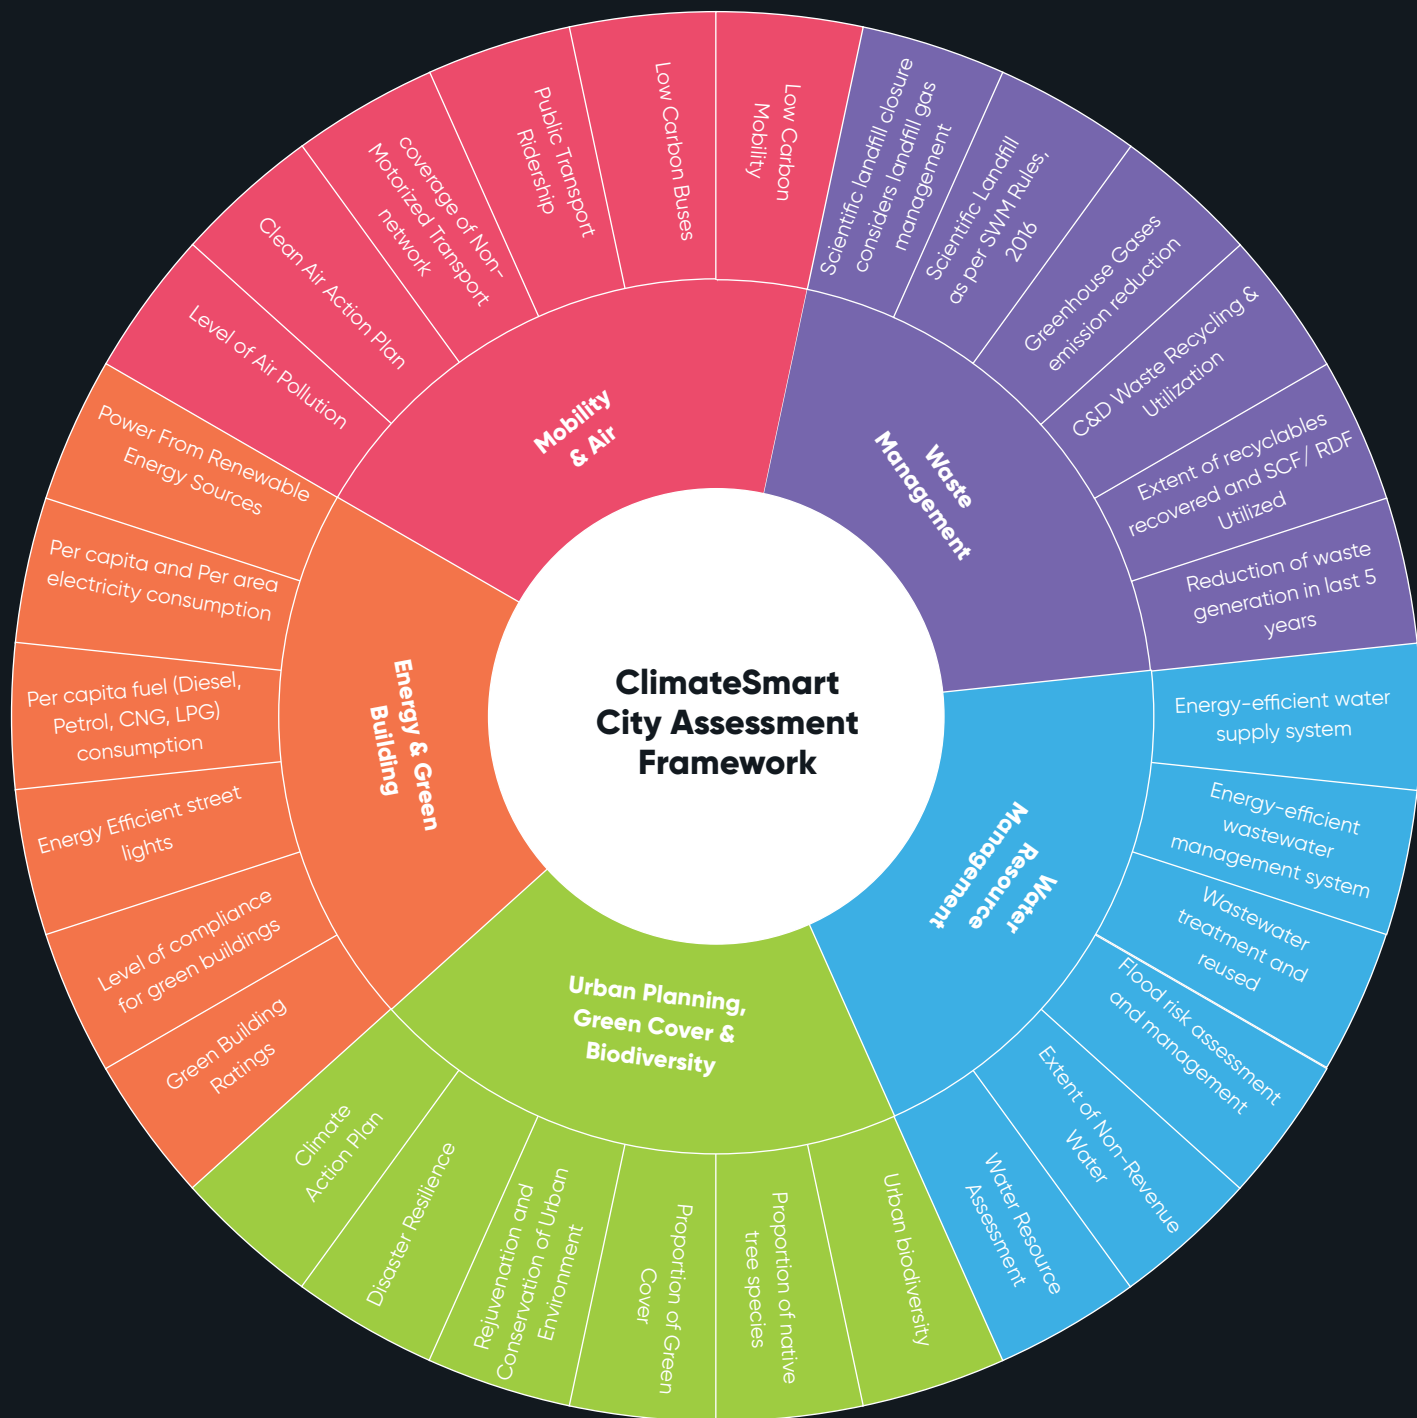 ClimateSmart
City Assessment
Framework
Mobility
& Air
Level of Air Pollution
Clean Air Action Plan
coverage of Non-
Motorized Transport
network
Public Transport
Ridership
Low Carbon Buses
Low Carbon
Mobility
Waste
Management
Scientific landfill closure
considers landfill gas
management
Scientific Landfill
as per SWM Rules,
2016
Greenhouse Gases
emission reduction
C&D Waste Recycling &
Utilization
Extent of recyclables
recovered and SCF/ RDF
Utilized
Reduction of waste
generation in last 5
years
Water
Resource
Management
Energy-efficient water
supply system
Energy-efficient
wastewater
management system
Wastewater
treatment and
reused
Flood risk assessment
and management
Extent of Non-Revenue
Water
Water Resource
Assessment
Urban Planning,
Green Cover &
Biodiversity
Urban biodiversity
Proportion of native
tree species
Proportion of Green
Cover
Rejuvenation and
Conservation of Urban
Environment
Disaster Resilience
Climate
Action Plan
Energy & Green
Building
Green Building
Ratings
Level of compliance
for green buildings
Energy Efficient street
lights
Per capita fuel (Diesel,
Petrol, CNG, LPG)
consumption
Per capita and Per area
electricity consumption
Power From Renewable
Energy Sources